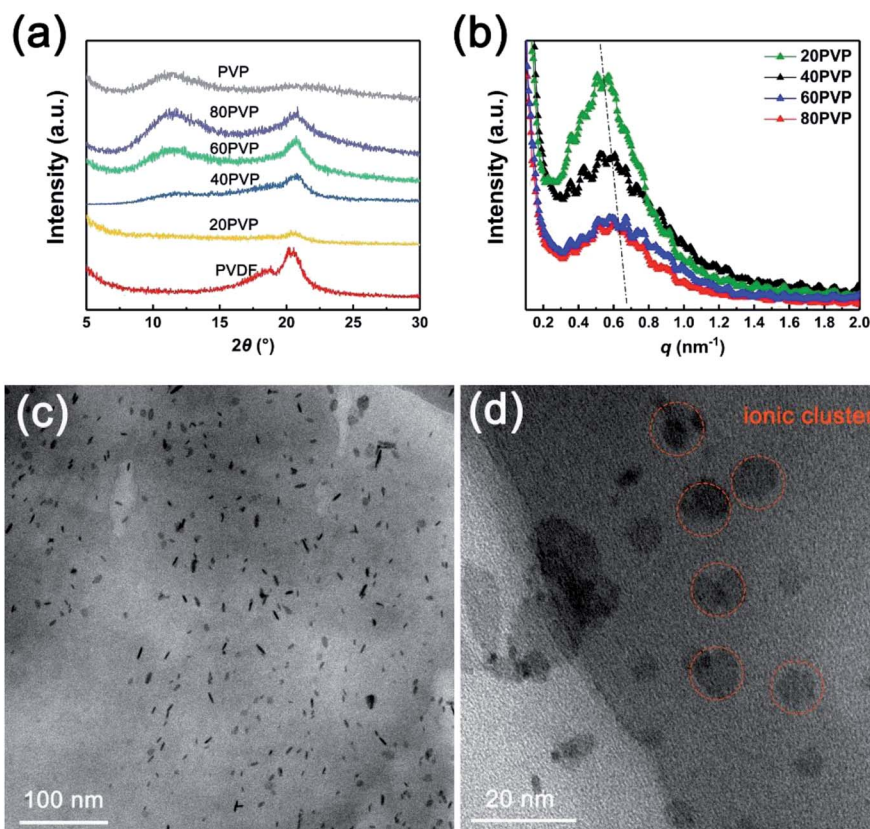 (a)
Intensity (a.u.)
PVP
80PVP
60PVP
40PVP
20PVP
PVDF
5 10 15 20 25 30
2θ (°)
(b)
Intensity (a.u.)
20PVP
40PVP
60PVP
80PVP
0.2 0.4 0.6 0.8 1.0 1.2 1.4 1.6 1.8 2.0
q (nm⁻¹)
(c)
100 nm
(d)
ionic cluster
20 nm